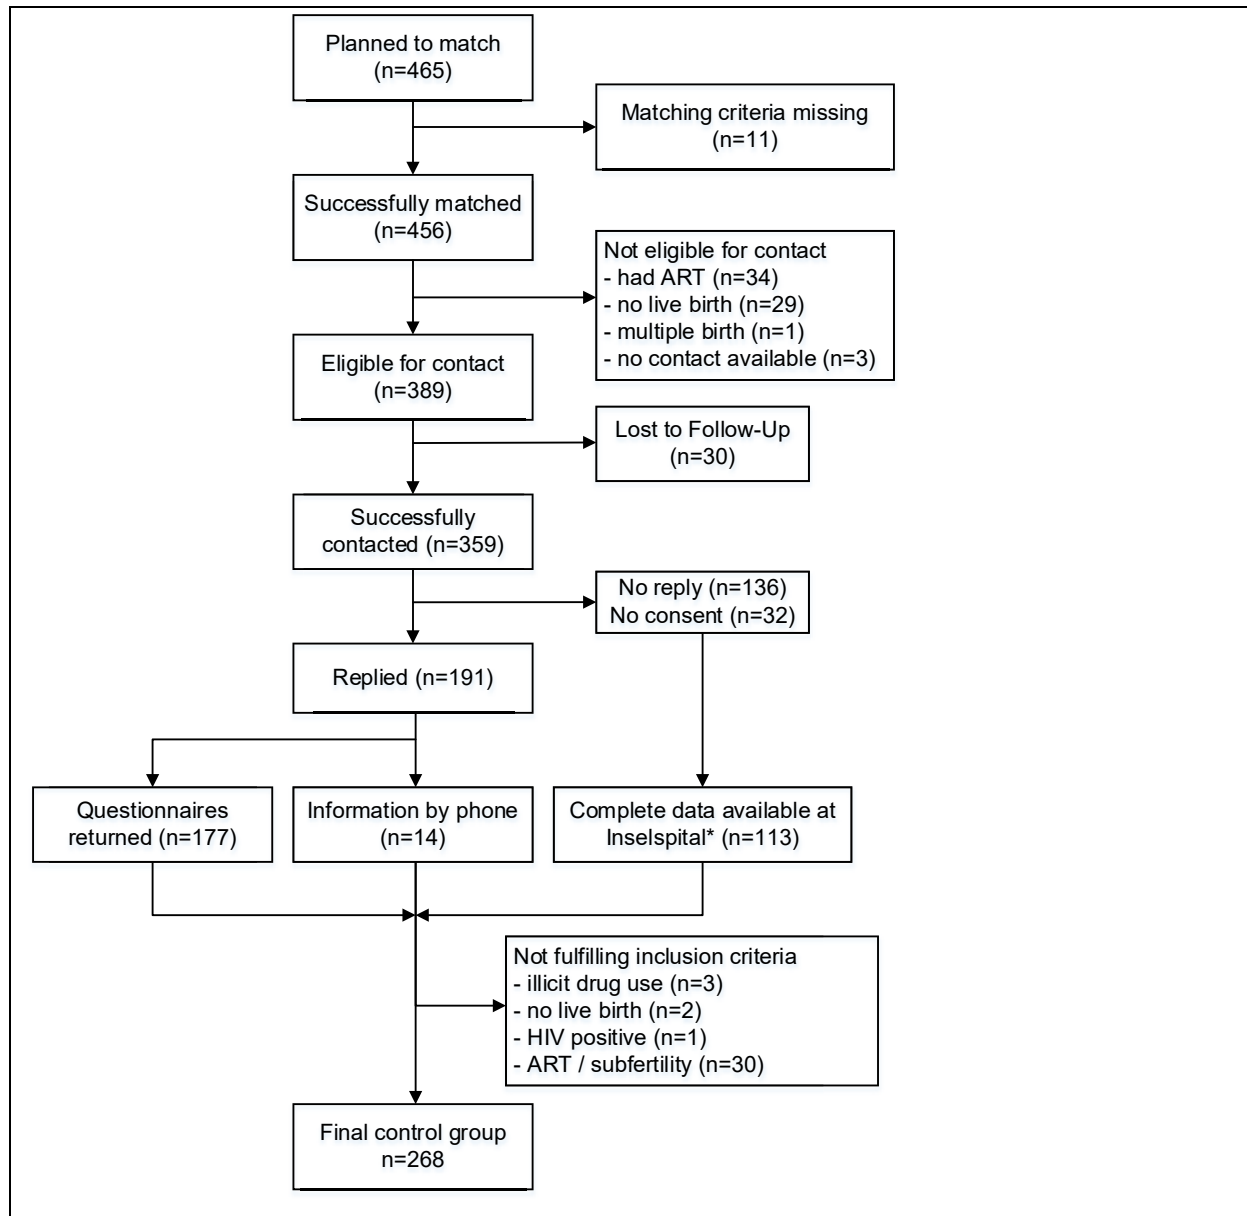 Planned to match
(n=465)
Matching criteria missing
(n=11)
Successfully matched
(n=456)
Not eligible for contact
- had ART (n=34)
- no live birth (n=29)
- multiple birth (n=1)
- no contact available (n=3)
Eligible for contact
(n=389)
Lost to Follow-Up
(n=30)
Successfully
contacted (n=359)
No reply (n=136)
No consent (n=32)
Replied (n=191)
Questionnaires
returned (n=177)
Information by phone
(n=14)
Complete data available at
Inselspital* (n=113)
Not fulfilling inclusion criteria
- illicit drug use (n=3)
- no live birth (n=2)
- HIV positive (n=1)
- ART / subfertility (n=30)
Final control group
n=268